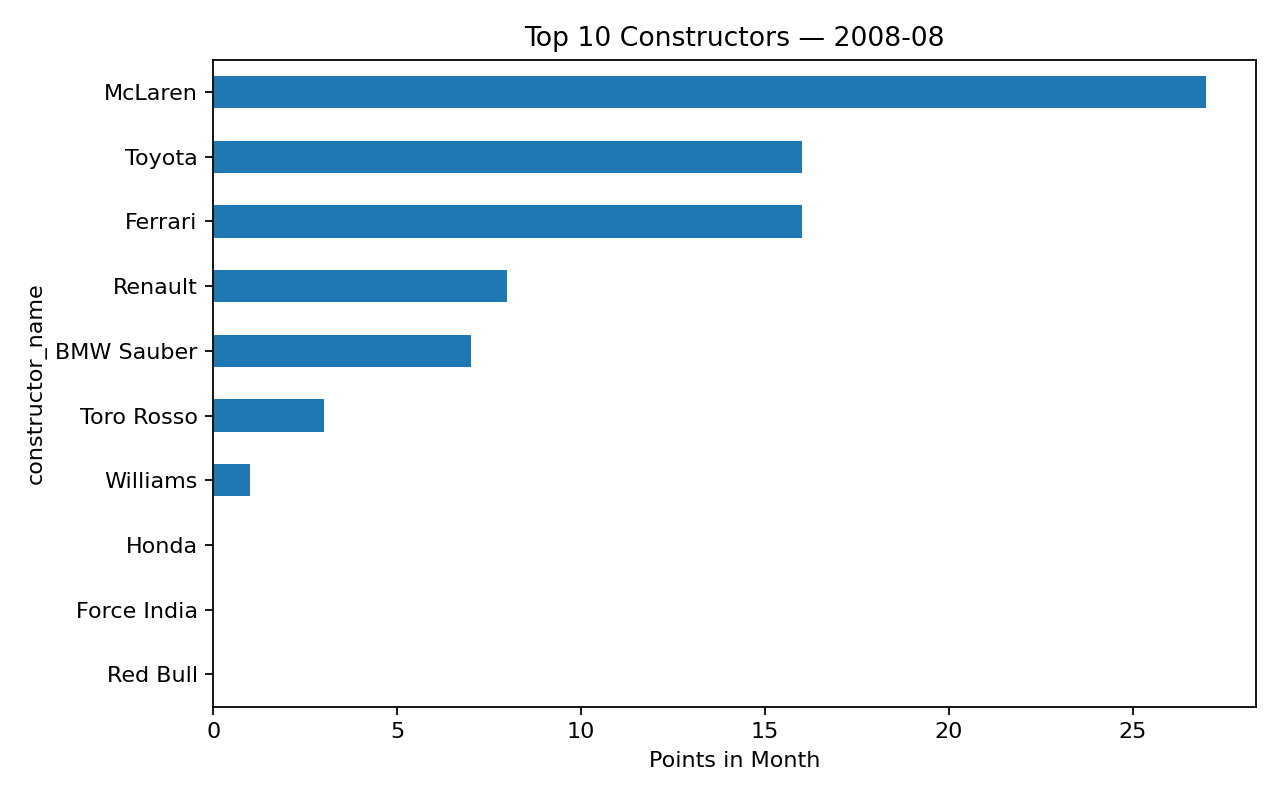 Top 10 Constructors — 2008-08
constructor_name
McLaren
Toyota
Ferrari
Renault
BMW Sauber
Toro Rosso
Williams
Honda
Force India
Red Bull
0 5 10 15 20 25
Points in Month